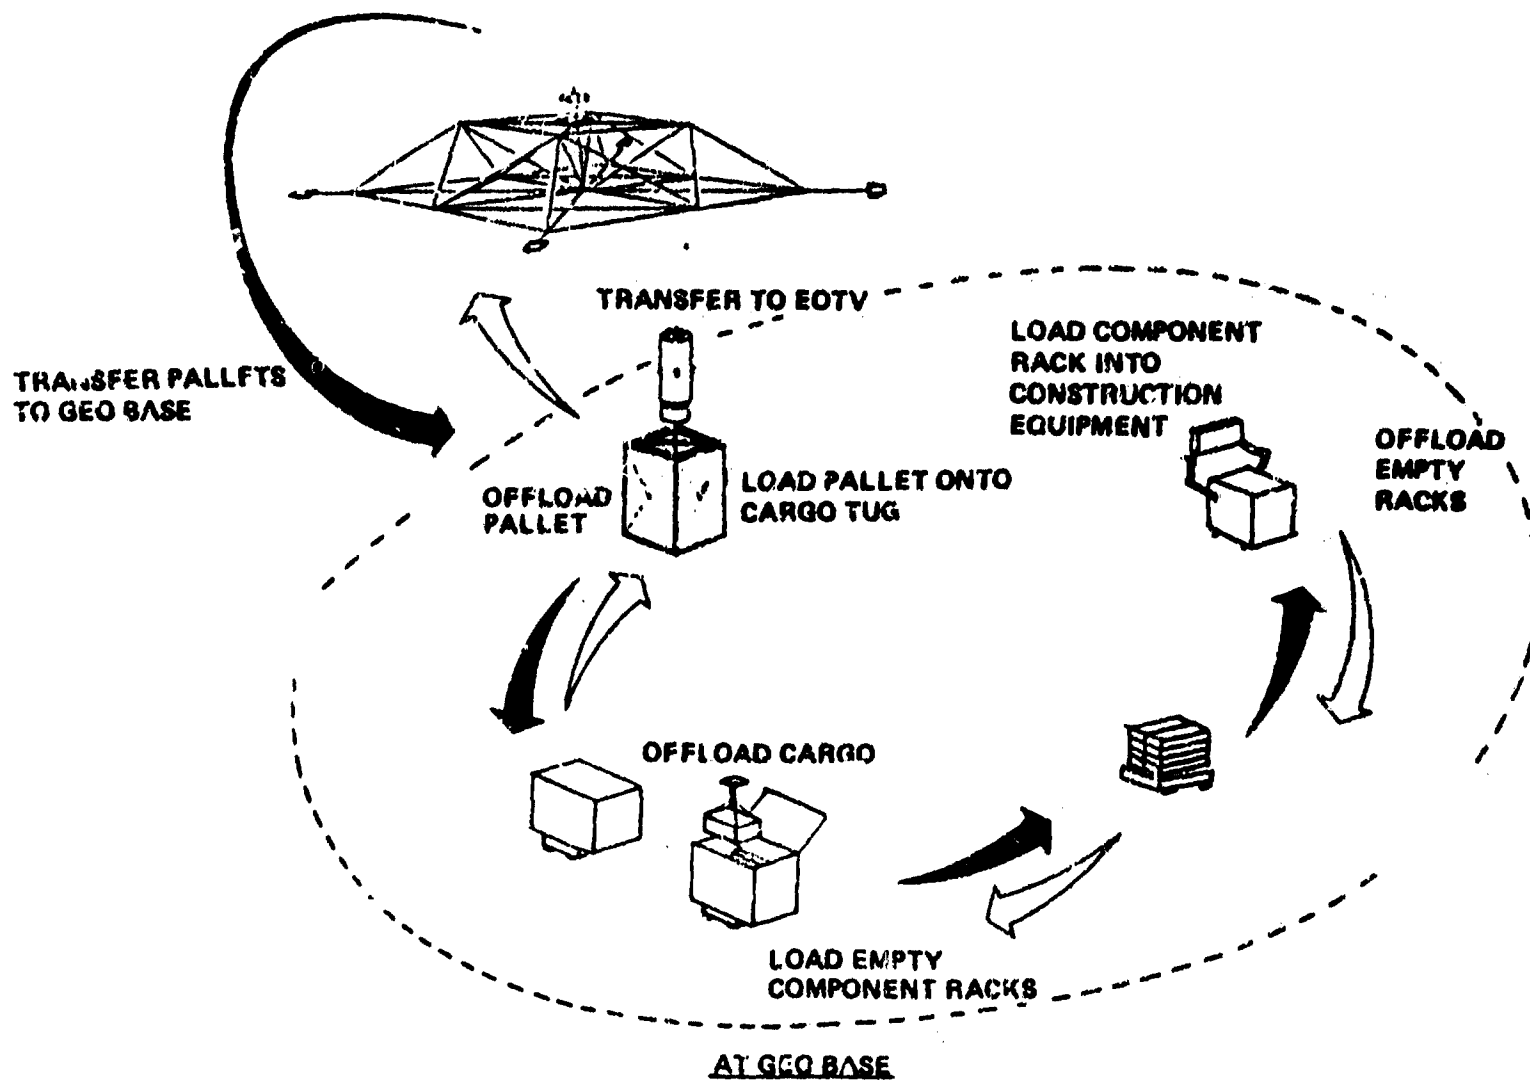 TRANSFER TO EOTV
TRANSFER PALLETS
TO GEO BASE
LOAD COMPONENT
RACK INTO
CONSTRUCTION
EQUIPMENT
OFFLOAD
EMPTY
RACKS
OFFLOAD
PALLET
LOAD PALLET ONTO
CARGO TUG
OFFLOAD CARGO
LOAD EMPTY
COMPONENT RACKS
AT GEO BASE